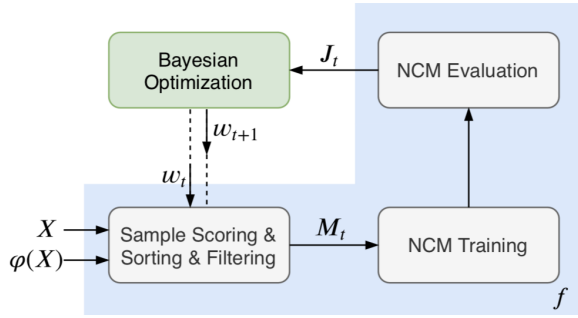 Bayesian
Optimization
J_t
NCM Evaluation
w_{t+1}
w_t
X
φ(X)
Sample Scoring &
Sorting & Filtering
M_t
NCM Training
f